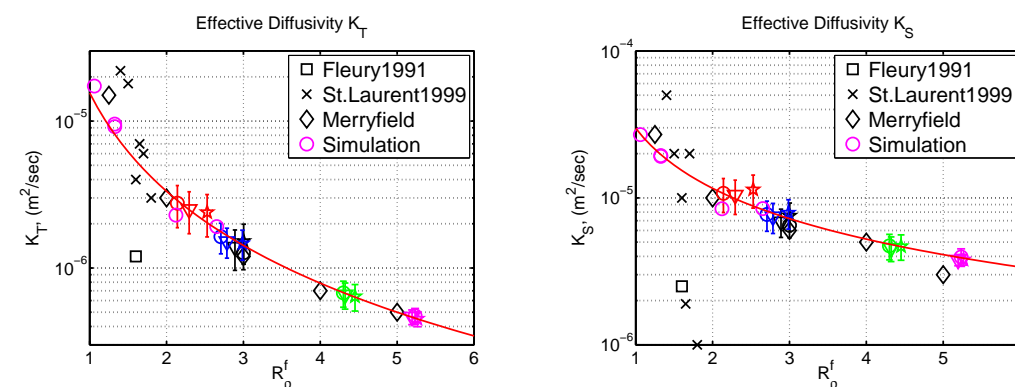 Effective Diffusivity K_T
K_T, (m^2/sec)
10^-5
10^-6
Fleury1991
St.Laurent1999
Merryfield
Simulation
1 2 3 4 5 6
R_ρ^f
Effective Diffusivity K_S
K_S, (m^2/sec)
10^-4
10^-5
10^-6
Fleury1991
St.Laurent1999
Merryfield
Simulation
1 2 3 4 5
R_ρ^f